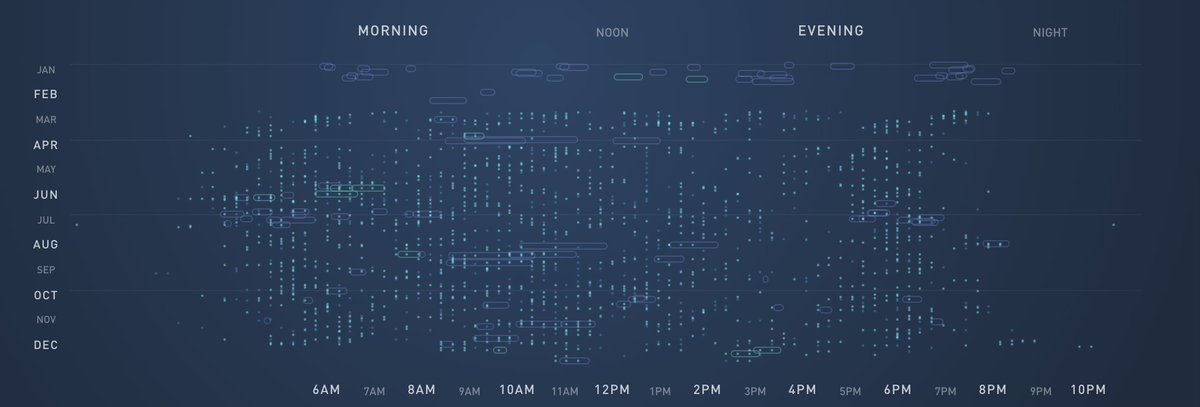 MORNING NOON EVENING NIGHT
JAN
FEB
MAR
APR
MAY
JUN
JUL
AUG
SEP
OCT
NOV
DEC
6AM 7AM 8AM 9AM 10AM 11AM 12PM 1PM 2PM 3PM 4PM 5PM 6PM 7PM 8PM 9PM 10PM